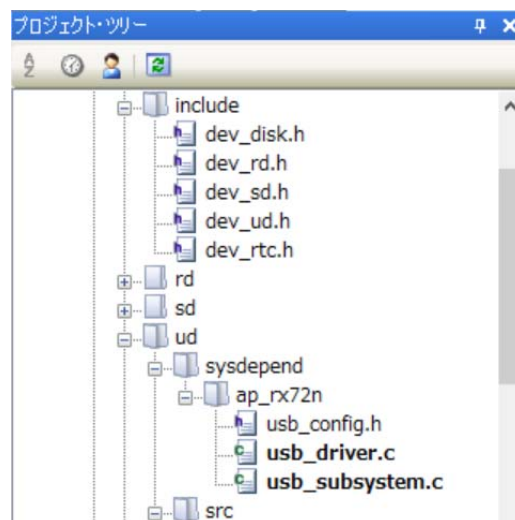 プロジェクト・ツリー
include
dev_disk.h
dev_rd.h
dev_sd.h
dev_ud.h
dev_rtc.h
rd
sd
ud
sysdepend
ap_rx72n
usb_config.h
usb_driver.c
usb_subsystem.c
src